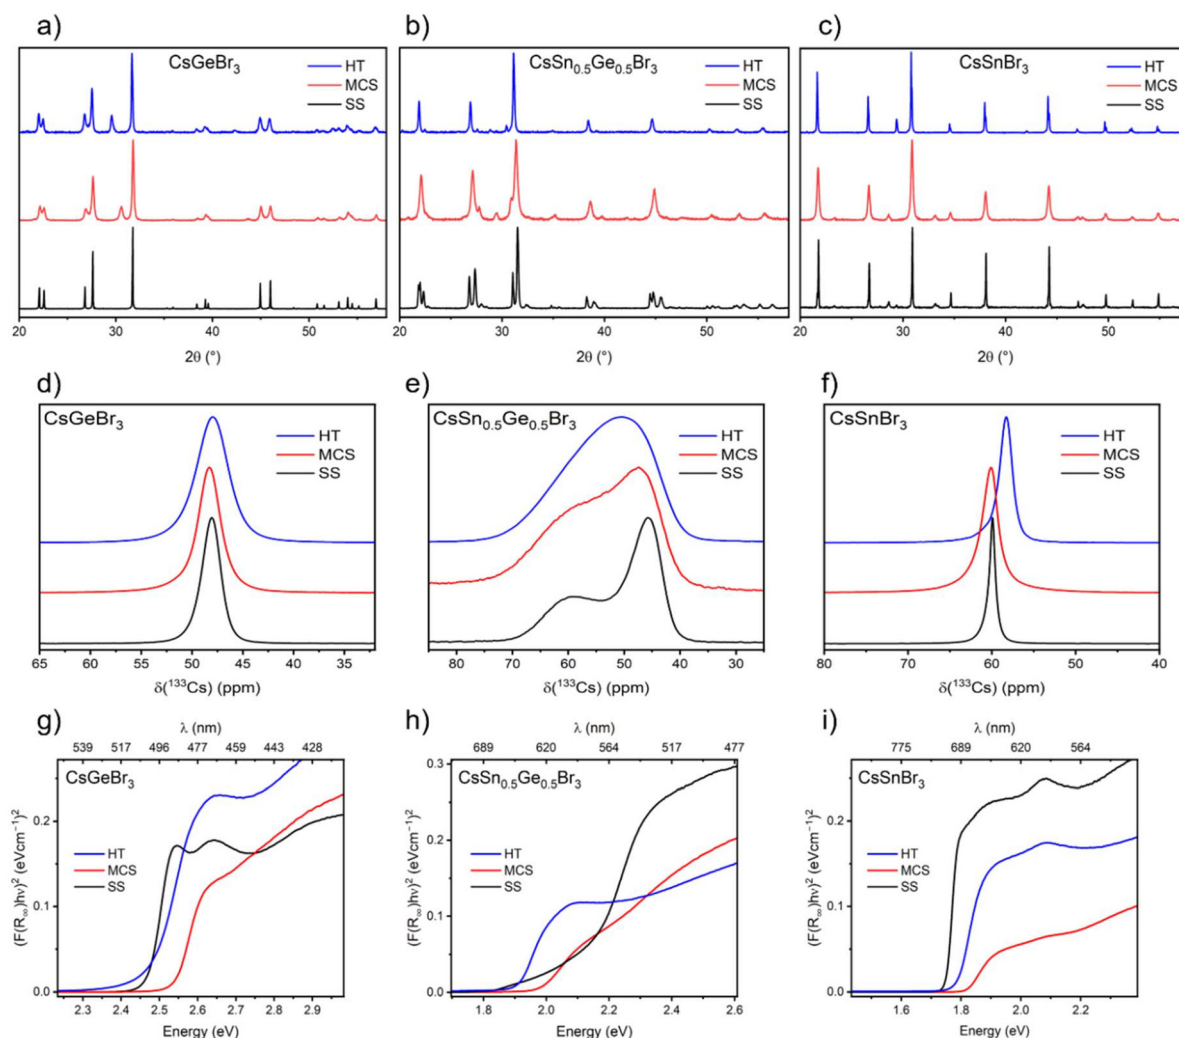 a)
CsGeBr₃
HT
MCS
SS
20 30 40 50
2θ (°)
b)
CsSn₀.₅Ge₀.₅Br₃
HT
MCS
SS
20 30 40 50
2θ (°)
c)
CsSnBr₃
HT
MCS
SS
20 30 40 50
2θ (°)
d)
CsGeBr₃
HT
MCS
SS
65 60 55 50 45 40 35
δ(¹³³Cs) (ppm)
e)
CsSn₀.₅Ge₀.₅Br₃
HT
MCS
SS
80 70 60 50 40 30
δ(¹³³Cs) (ppm)
f)
CsSnBr₃
HT
MCS
SS
80 70 60 50 40
δ(¹³³Cs) (ppm)
g)
λ (nm)
539 517 496 477 459 443 428
CsGeBr₃
HT
MCS
SS
(F(R∞)hν)² (eVcm⁻¹)²
0.2
0.1
0.0
2.3 2.4 2.5 2.6 2.7 2.8 2.9
Energy (eV)
h)
λ (nm)
689 620 564 517 477
CsSn₀.₅Ge₀.₅Br₃
HT
MCS
SS
(F(R∞)hν)² (eVcm⁻¹)²
0.3
0.2
0.1
0.0
1.8 2.0 2.2 2.4 2.6
Energy (eV)
i)
λ (nm)
775 689 620 564
CsSnBr₃
HT
MCS
SS
(F(R∞)hν)² (eVcm⁻¹)²
0.2
0.1
0.0
1.6 1.8 2.0 2.2
Energy (eV)